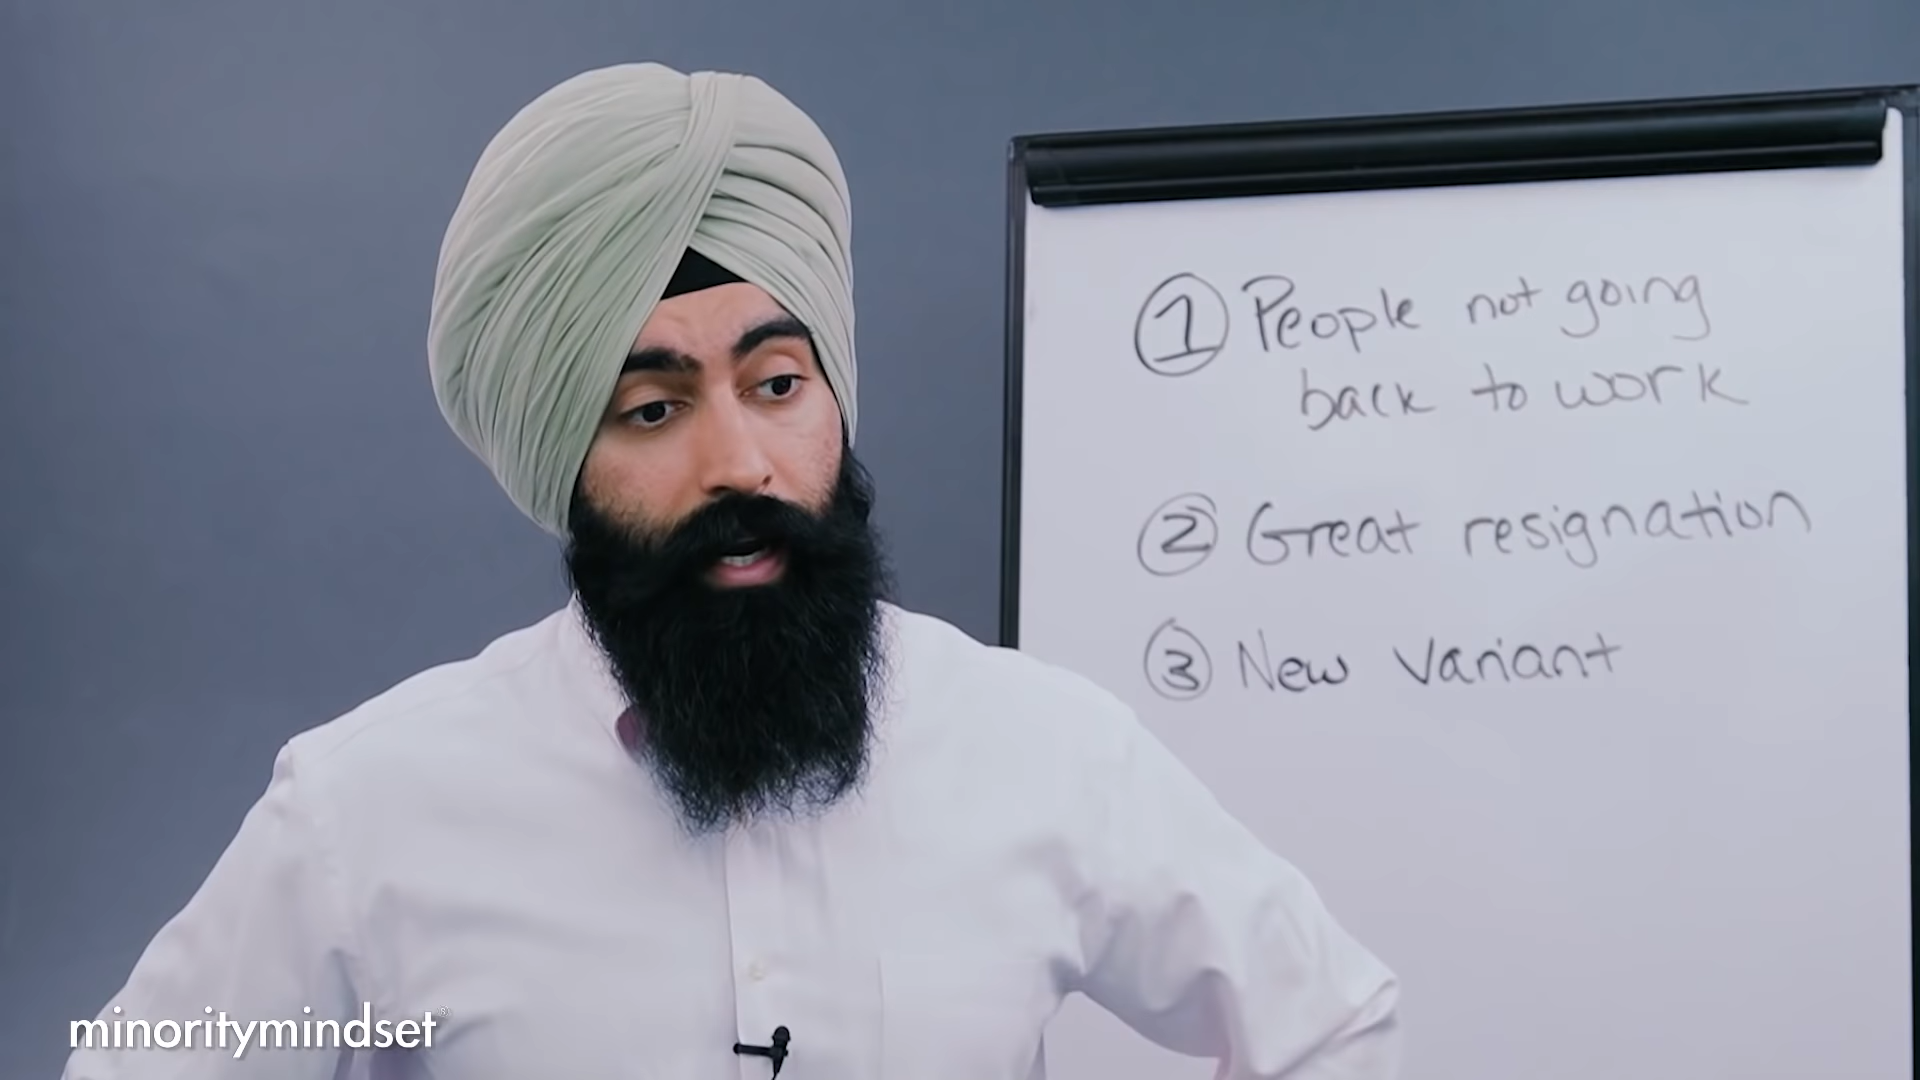 ① People not going
back to work
② Great resignation
③ New Variant
minoritymindset®